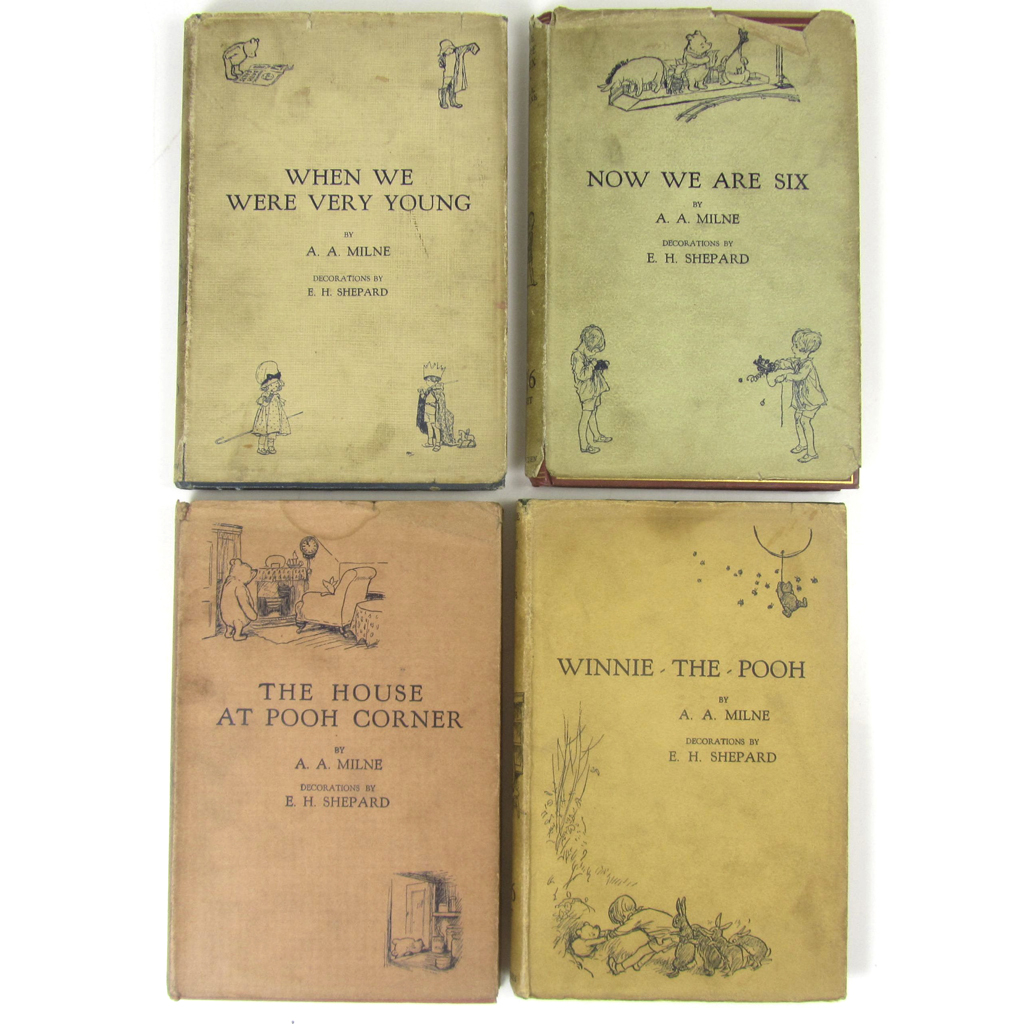 WHEN WE
WERE VERY YOUNG
BY
A. A. MILNE
DECORATIONS BY
E. H. SHEPARD
NOW WE ARE SIX
BY
A. A. MILNE
DECORATIONS BY
E. H. SHEPARD
6
THE HOUSE
AT POOH CORNER
BY
A. A. MILNE
DECORATIONS BY
E. H. SHEPARD
WINNIE-THE-POOH
BY
A. A. MILNE
DECORATIONS BY
E. H. SHEPARD